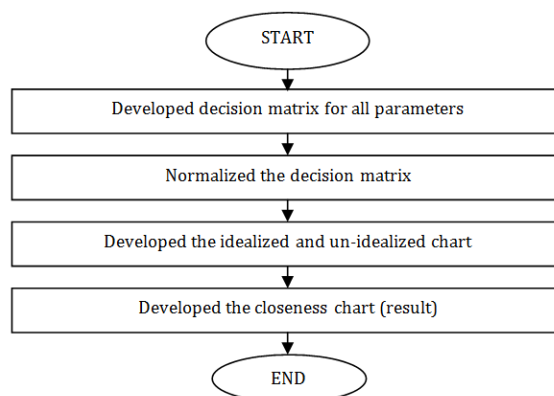 START
Developed decision matrix for all parameters
Normalized the decision matrix
Developed the idealized and un-idealized chart
Developed the closeness chart (result)
END